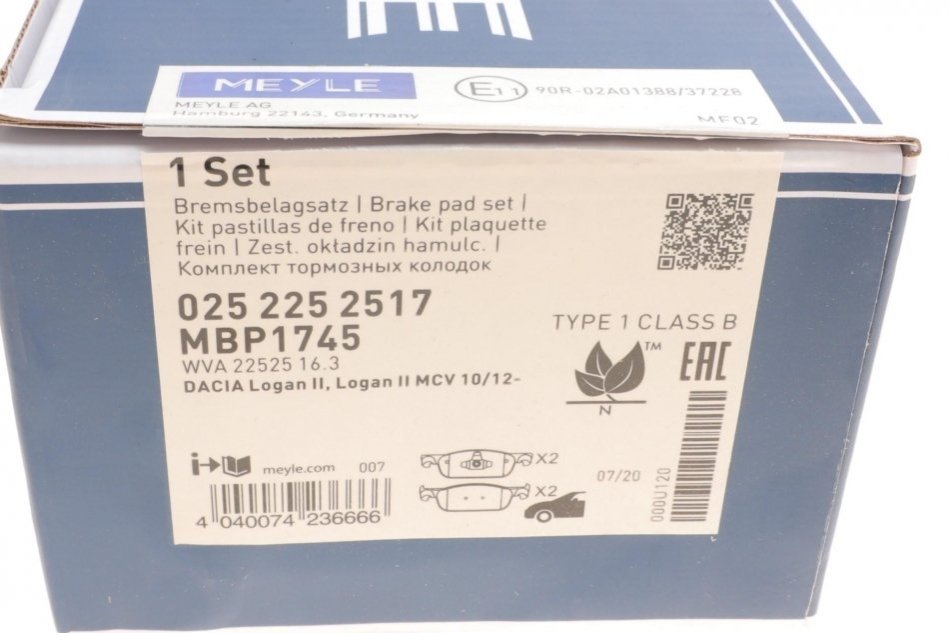 MEYLE
MEYLE AG
Hamburg 22143, Germany
E11 90R-02A01388/37228
MF02
1 Set
Bremsbelagsatz | Brake pad set |
Kit pastillas de freno | Kit plaquette
frein | Zest. okładzin hamulc. |
Комплект тормозных колодок
025 225 2517
MBP1745
WVA 22525 16.3
DACIA Logan II, Logan II MCV 10/12-
TYPE 1 CLASS B
TM
N
EAC
i
meyle.com 007
4 040074 236666
X2
X2
07/20
000U120